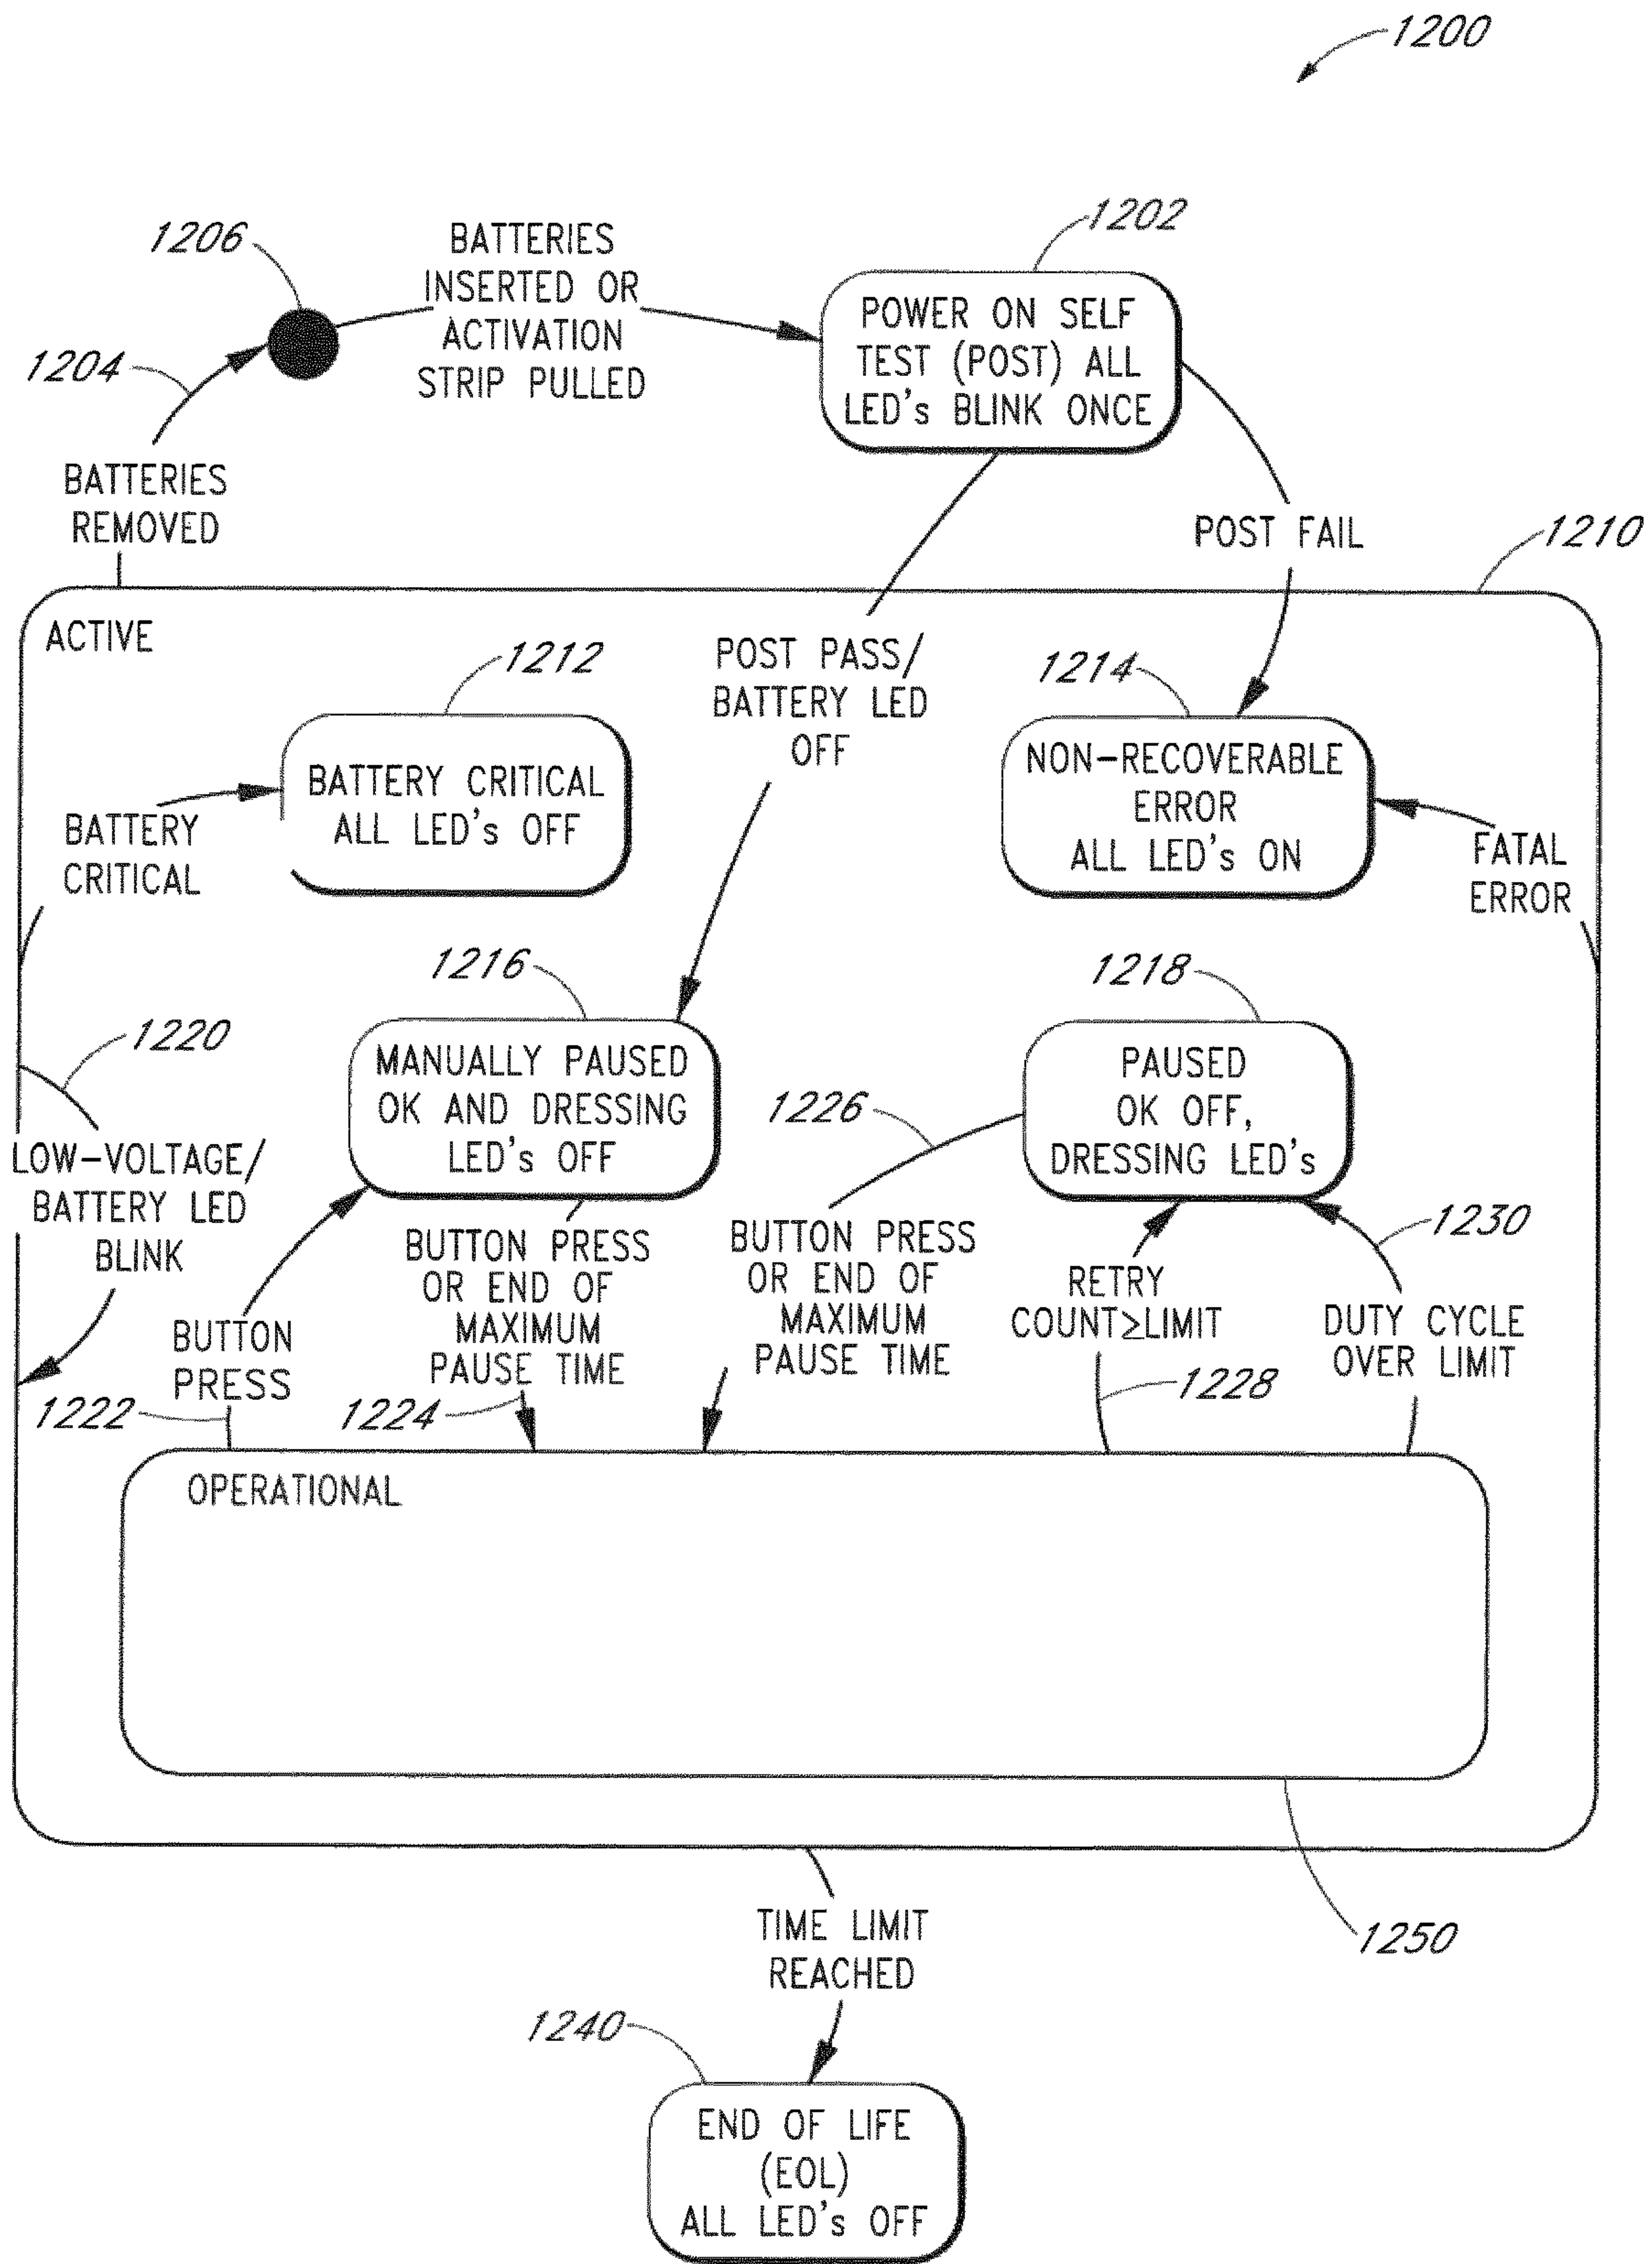 1200
1206
BATTERIES
INSERTED OR
ACTIVATION
STRIP PULLED
1202
POWER ON SELF
TEST (POST) ALL
LED's BLINK ONCE
1204
BATTERIES
REMOVED
POST FAIL
1210
ACTIVE
1212
POST PASS/
BATTERY LED
OFF
1214
BATTERY CRITICAL
ALL LED's OFF
NON-RECOVERABLE
ERROR
ALL LED's ON
BATTERY
CRITICAL
FATAL
ERROR
1216
1218
1220
MANUALLY PAUSED
OK AND DRESSING
LED's OFF
1226
PAUSED
OK OFF,
DRESSING LED's
LOW-VOLTAGE/
BATTERY LED
BLINK
BUTTON
PRESS
1222
BUTTON PRESS
OR END OF
MAXIMUM
PAUSE TIME
1224
BUTTON PRESS
OR END OF
MAXIMUM
PAUSE TIME
RETRY
COUNT≥LIMIT
1228
1230
DUTY CYCLE
OVER LIMIT
OPERATIONAL
1250
TIME LIMIT
REACHED
1240
END OF LIFE
(EOL)
ALL LED's OFF